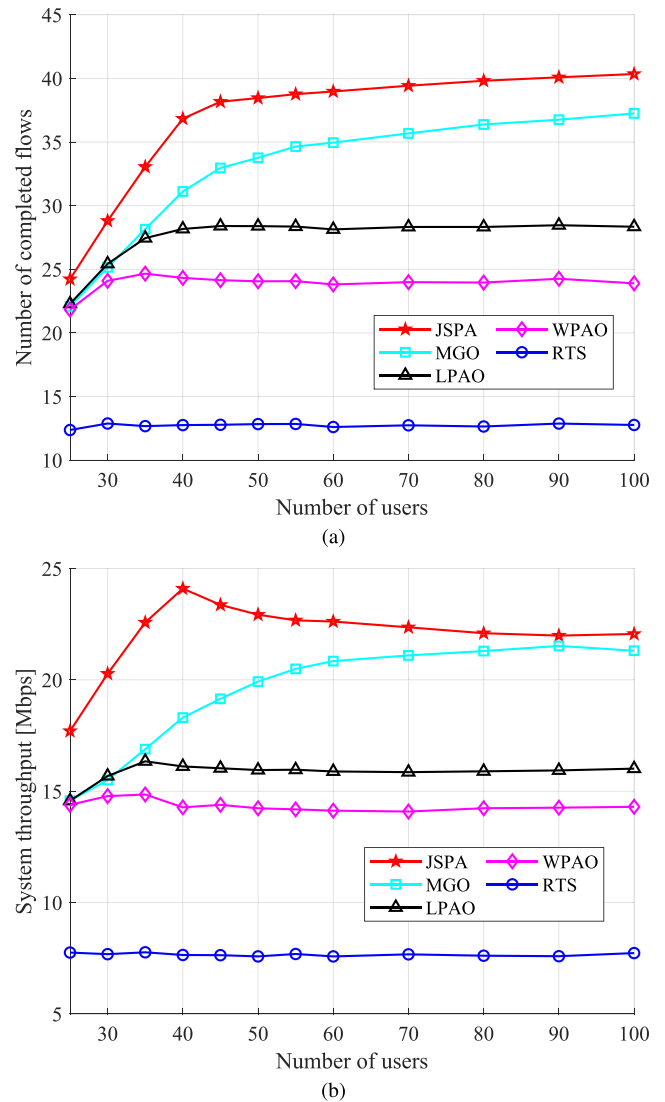 45
40
35
30
25
20
15
10
Number of completed flows
JSPA WPAO
MGO RTS
LPAO
30 40 50 60 70 80 90 100
Number of users
(a)
25
20
15
10
5
System throughput [Mbps]
JSPA WPAO
MGO RTS
LPAO
30 40 50 60 70 80 90 100
Number of users
(b)